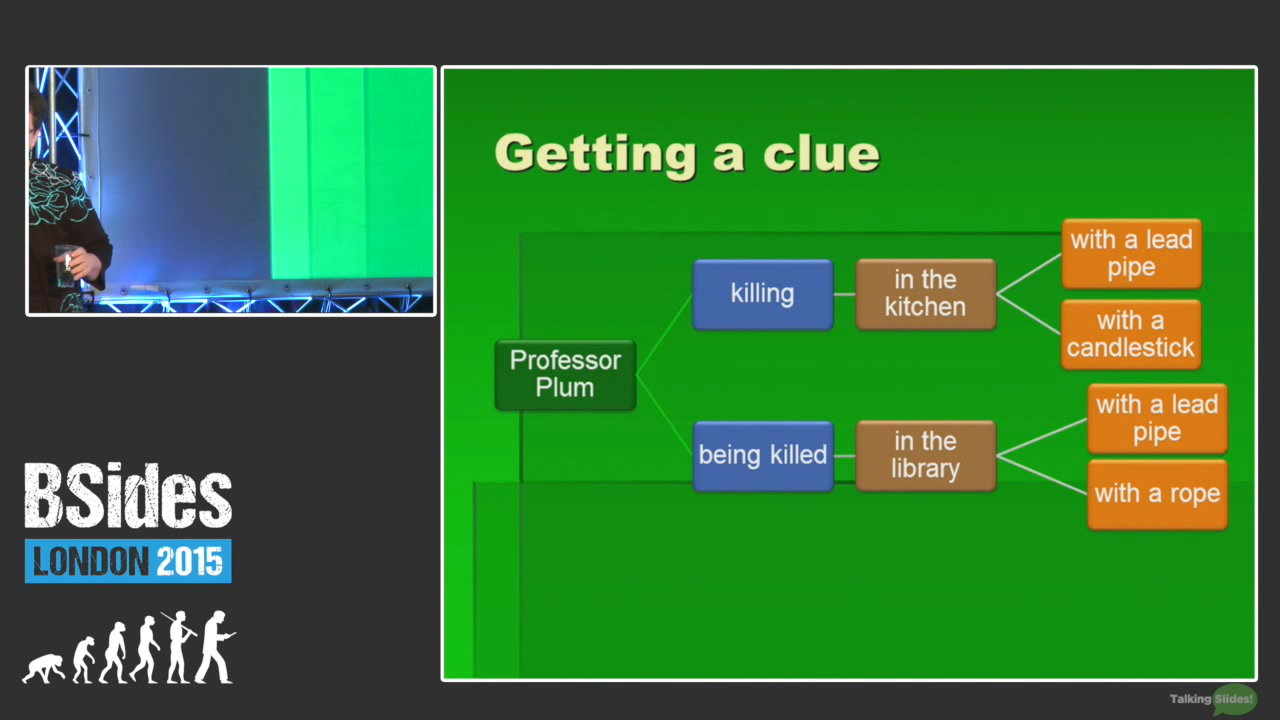 Getting a clue
Professor
Plum
killing
in the
kitchen
with a lead
pipe
with a
candlestick
being killed
in the
library
with a lead
pipe
with a rope
BSides
LONDON 2015
Talking Slides!